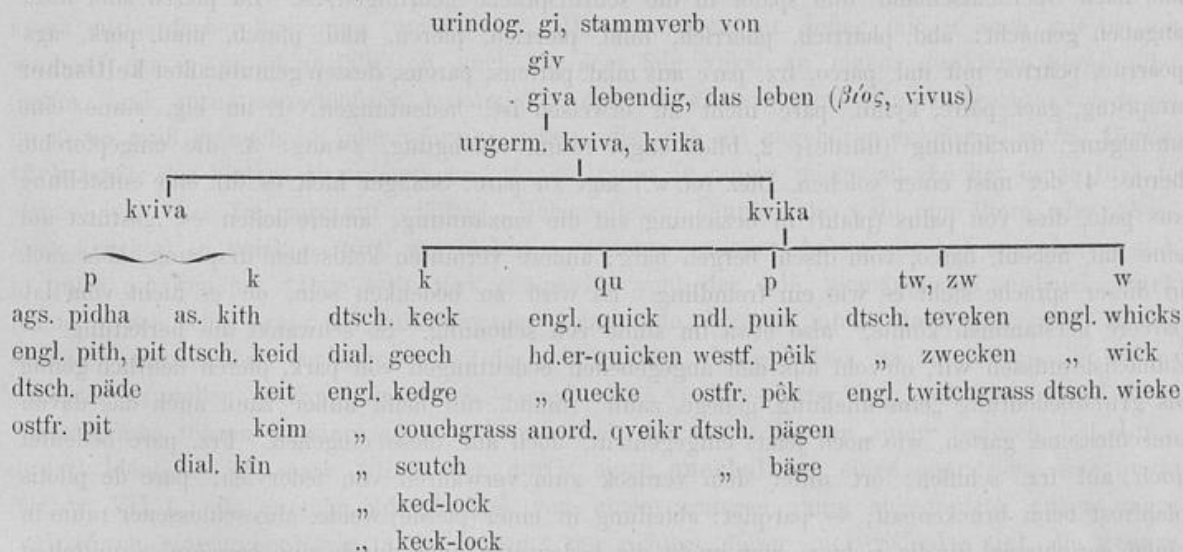 urindog. gi, stammverb von
giv
giva lebendig, das leben (βίος, vivus)
urgerm. kviva, kvika
kviva kvika
p k k qu p tw, zw w
ags. pidha as. kith dtsch. keck engl. quick ndl. puik dtsch. teveken engl. whicks
engl. pith, pit dtsch. keid dial. geech hd.er-quicken westf. pêik „ zwecken „ wick
dtsch. päde keit engl. kedge „ quecke ostfr. pêk engl. twitchgrass dtsch. wieke
ostfr. pit keim „ couchgrass anord. qveikr dtsch. pägen
dial. kin „ scutch „ bäge
„ ked-lock
„ keck-lock